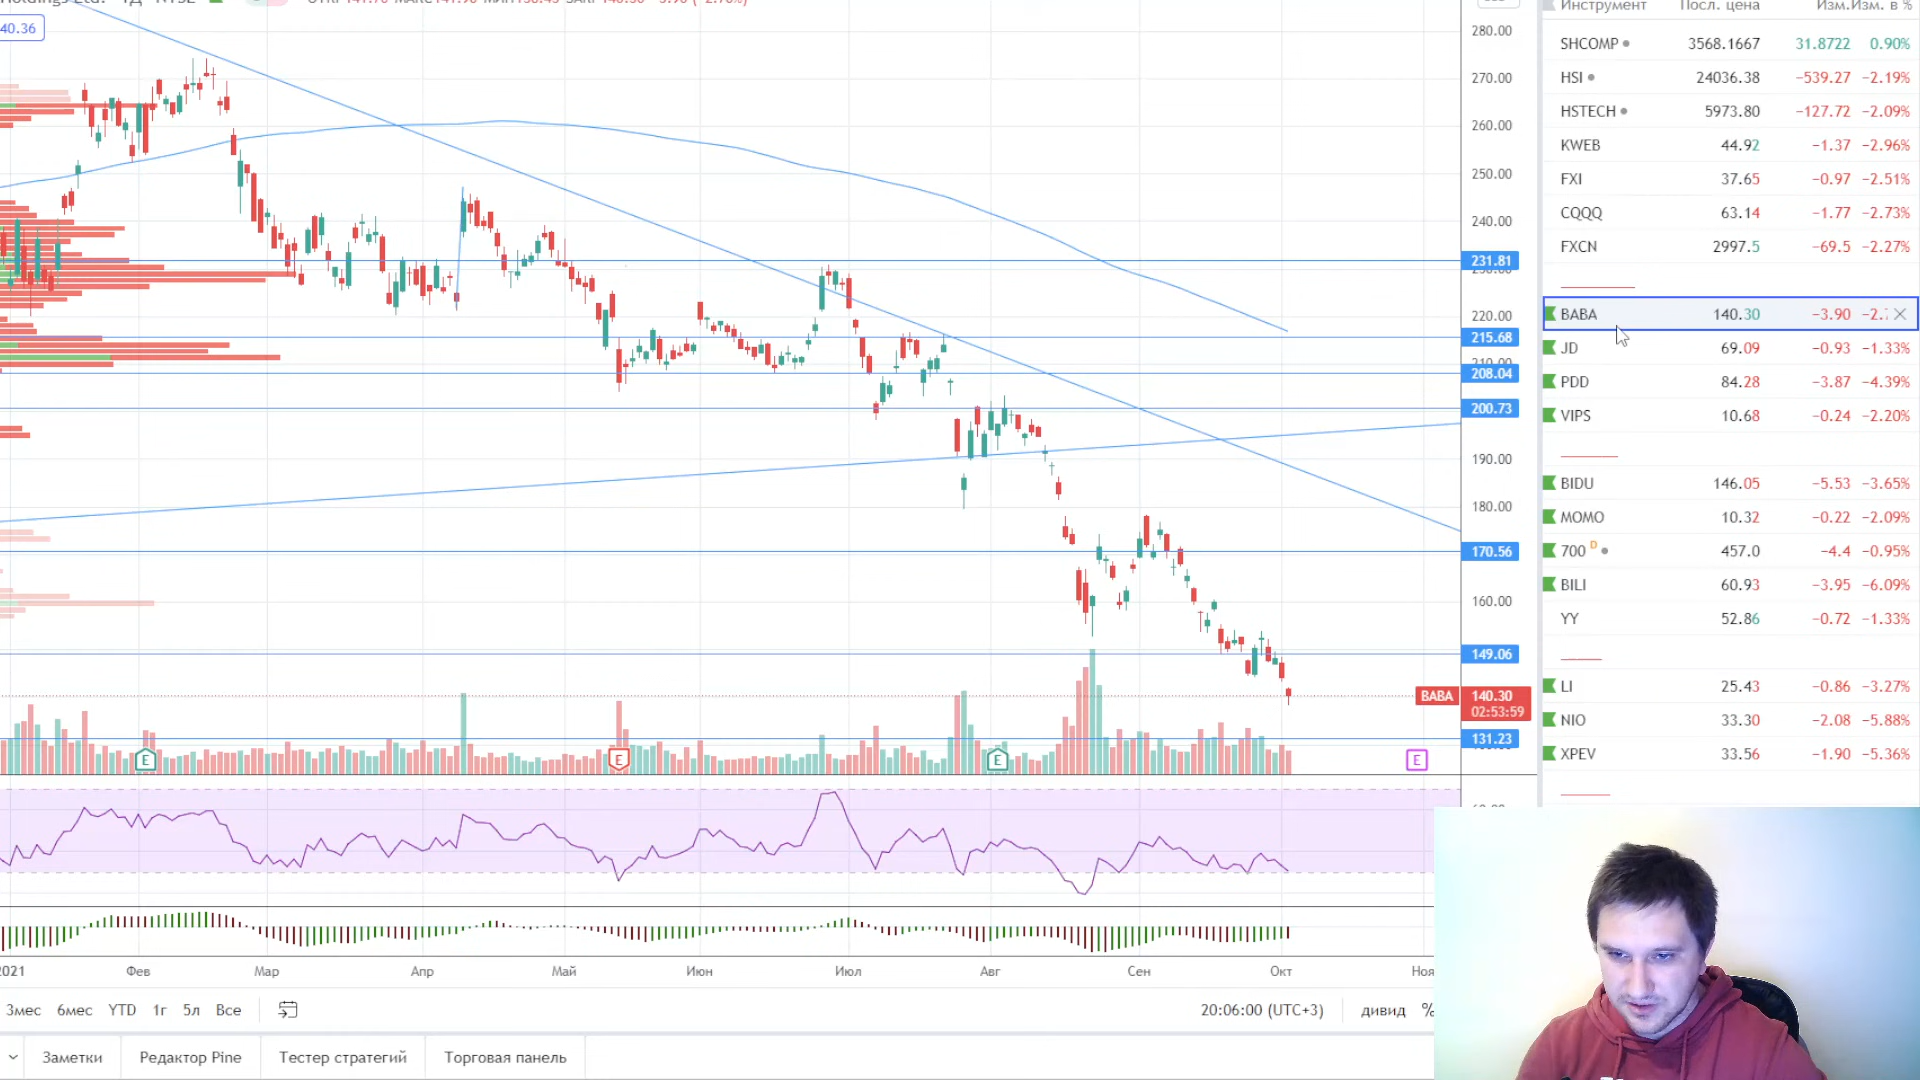 Holdings Ltd. · 1Д · NYSE
40.36
280.00
270.00
260.00
250.00
240.00
231.81
220.00
215.68
210.00
208.04
200.73
190.00
180.00
170.56
160.00
149.06
BABA 140.30
02:53:59
131.23
E
E
E
E
2021 Фев Мар Апр Май Июн Июл Авг Сен Окт Ноя
3мес 6мес YTD 1г 5л Все
20:06:00 (UTC+3) дивид %
Заметки Редактор Pine Тестер стратегий Торговая панель
Инструмент Посл. цена Изм. Изм. в %
SHCOMP 3568.1667 31.8722 0.90%
HSI 24036.38 −539.27 −2.19%
HSTECH 5973.80 −127.72 −2.09%
KWEB 44.92 −1.37 −2.96%
FXI 37.65 −0.97 −2.51%
CQQQ 63.14 −1.77 −2.73%
FXCN 2997.5 −69.5 −2.27%
BABA 140.30 −3.90 −2.7
JD 69.09 −0.93 −1.33%
PDD 84.28 −3.87 −4.39%
VIPS 10.68 −0.24 −2.20%
BIDU 146.05 −5.53 −3.65%
MOMO 10.32 −0.22 −2.09%
700 D 457.0 −4.4 −0.95%
BILI 60.93 −3.95 −6.09%
YY 52.86 −0.72 −1.33%
LI 25.43 −0.86 −3.27%
NIO 33.30 −2.08 −5.88%
XPEV 33.56 −1.90 −5.36%